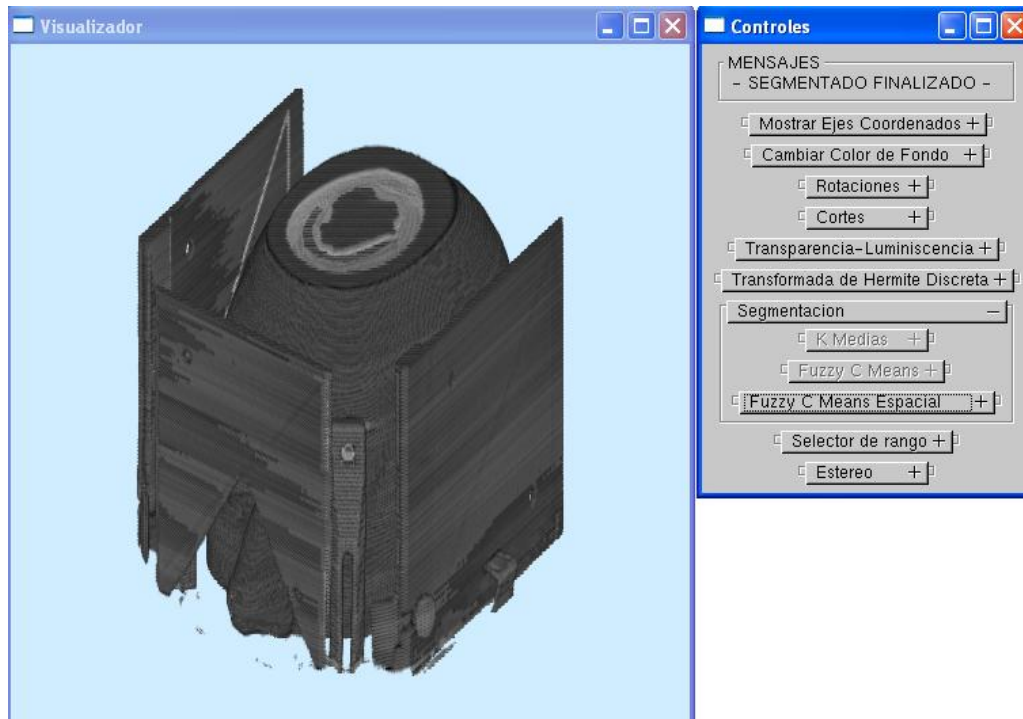 Visualizador
Controles
MENSAJES
- SEGMENTADO FINALIZADO -
Mostrar Ejes Coordenados +
Cambiar Color de Fondo +
Rotaciones +
Cortes +
Transparencia-Luminiscencia +
Transformada de Hermite Discreta +
Segmentacion -
K Medias +
Fuzzy C Means +
Fuzzy C Means Espacial +
Selector de rango +
Estereo +